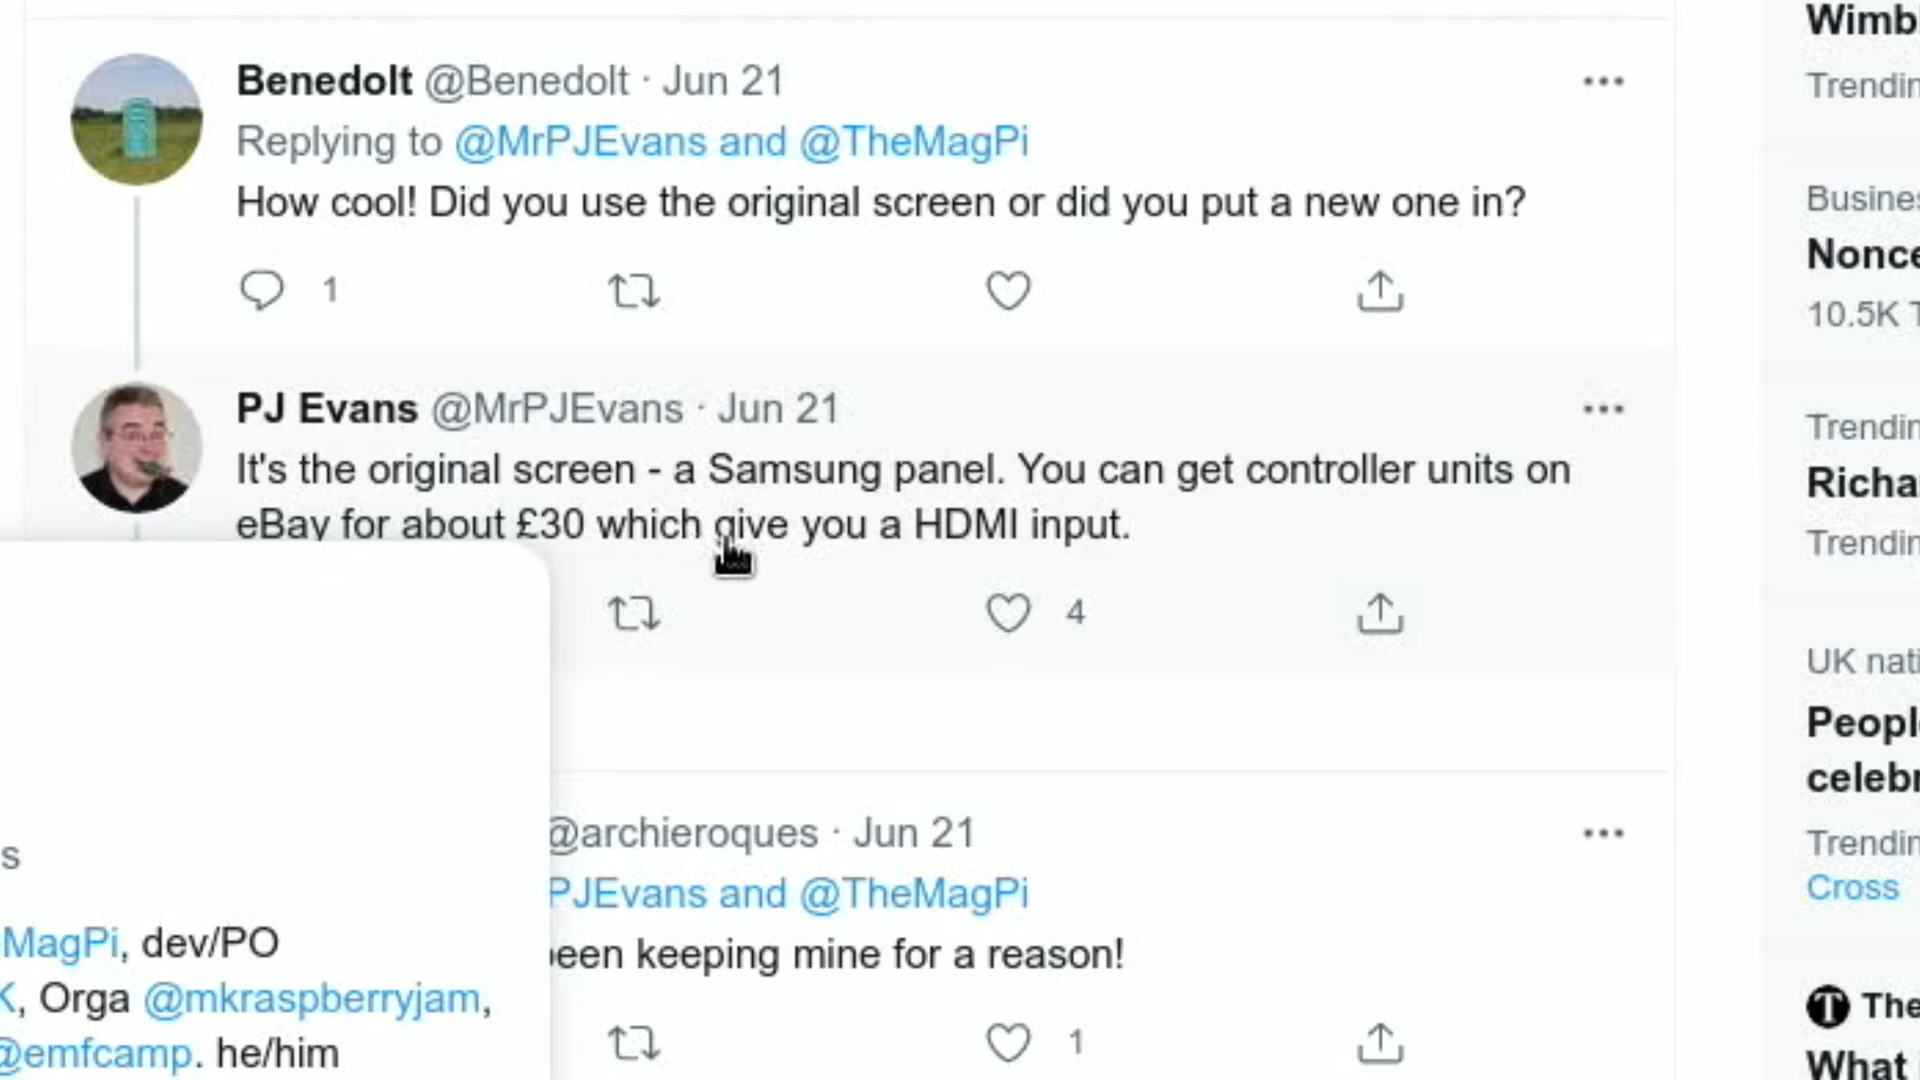 Benedolt @Benedolt · Jun 21
Replying to @MrPJEvans and @TheMagPi
How cool! Did you use the original screen or did you put a new one in?
1
PJ Evans @MrPJEvans · Jun 21
It's the original screen - a Samsung panel. You can get controller units on
eBay for about £30 which give you a HDMI input.
4
@archieroques · Jun 21
PJEvans and @TheMagPi
been keeping mine for a reason!
1
s
MagPi, dev/PO
K, Orga @mkraspberryjam,
@emfcamp. he/him
Wimb
Trendin
Busines
Nonce
10.5K T
Trendin
Richa
Trendin
UK nati
Peopl
celebr
Trendin
Cross
The
What